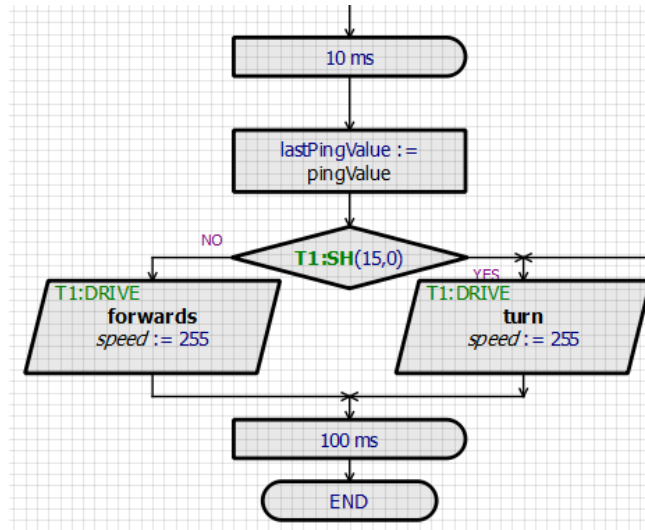 10 ms
lastPingValue :=
pingValue
NO
T1:SH(15,0)
YES
T1:DRIVE
forwards
speed := 255
T1:DRIVE
turn
speed := 255
100 ms
END